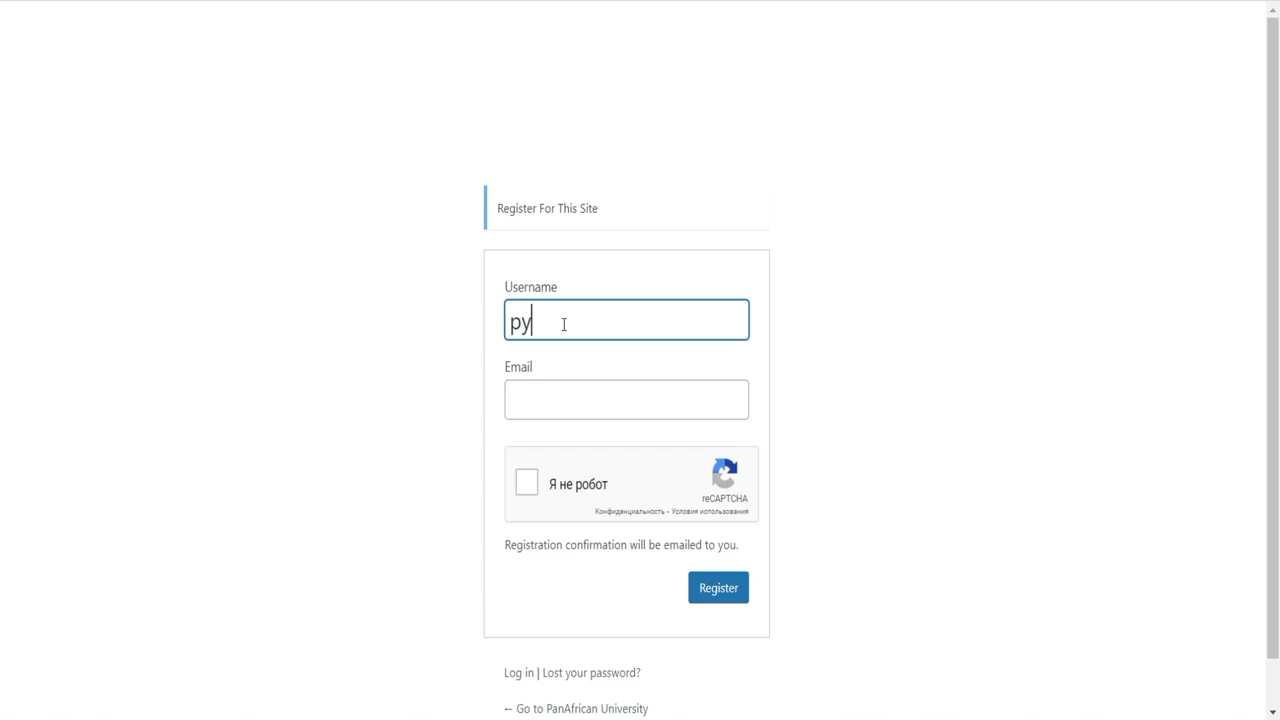 Register For This Site
Username
py
Email
Я не робот
reCAPTCHA
Конфиденциальность - Условия использования
Registration confirmation will be emailed to you.
Register
Log in | Lost your password?
← Go to PanAfrican University